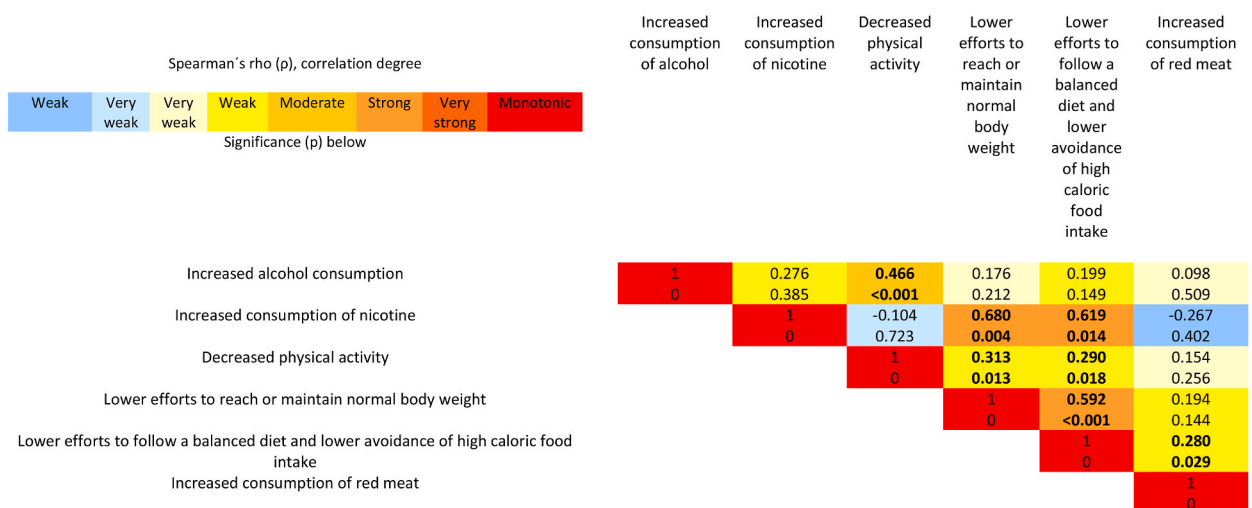 Increased Increased Decreased Lower Lower Increased
consumption consumption physical efforts to efforts to consumption
of alcohol of nicotine activity reach or follow a of red meat
maintain balanced
normal diet and
body lower
weight avoidance
of high
caloric
food
intake
Spearman´s rho (ρ), correlation degree
Weak Very Very Weak Moderate Strong Very Monotonic
weak weak strong
Significance (p) below
Increased alcohol consumption 1 0.276 0.466 0.176 0.199 0.098
0 0.385 <0.001 0.212 0.149 0.509
Increased consumption of nicotine 1 -0.104 0.680 0.619 -0.267
0 0.723 0.004 0.014 0.402
Decreased physical activity 1 0.313 0.290 0.154
0 0.013 0.018 0.256
Lower efforts to reach or maintain normal body weight 1 0.592 0.194
0 <0.001 0.144
Lower efforts to follow a balanced diet and lower avoidance of high caloric food 1 0.280
intake 0 0.029
Increased consumption of red meat 1
0